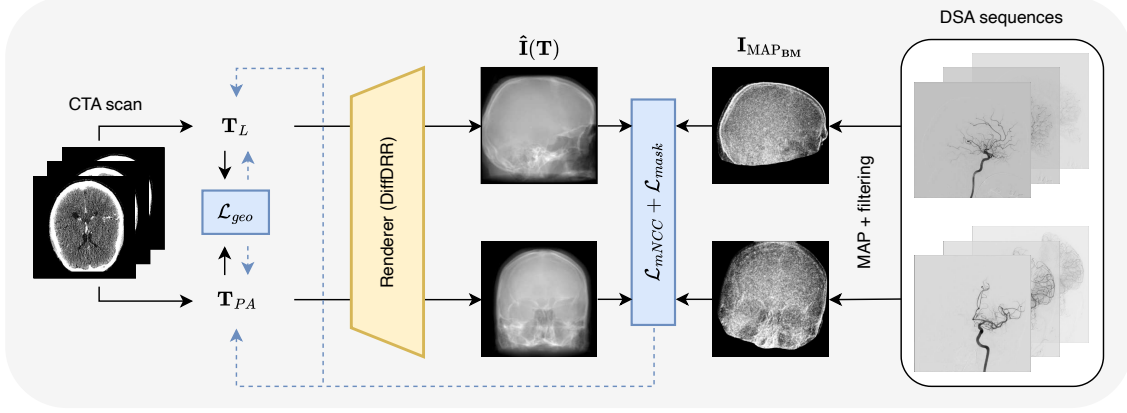 DSA sequences
Î(T)
I_MAP_BM
CTA scan
T_L
ℒ_geo
T_PA
Renderer (DiffDRR)
ℒ_mNCC + ℒ_mask
MAP + filtering